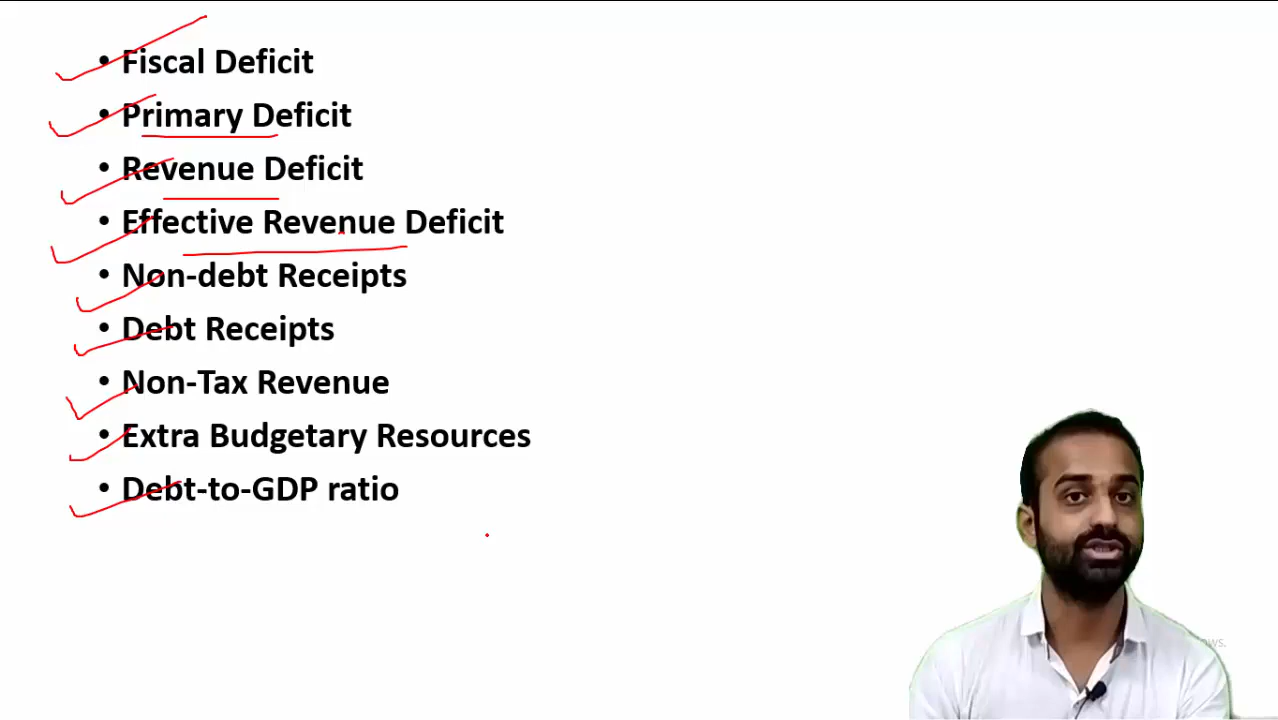 • Fiscal Deficit
• Primary Deficit
• Revenue Deficit
• Effective Revenue Deficit
• Non-debt Receipts
• Debt Receipts
• Non-Tax Revenue
• Extra Budgetary Resources
• Debt-to-GDP ratio